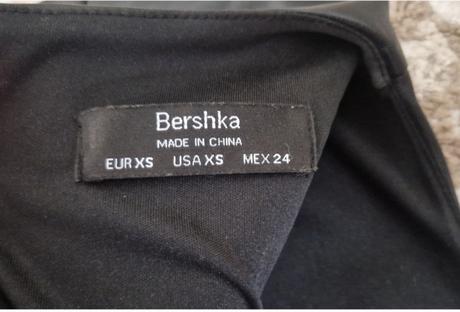 Bershka
MADE IN CHINA
EUR XS USA XS MEX 24